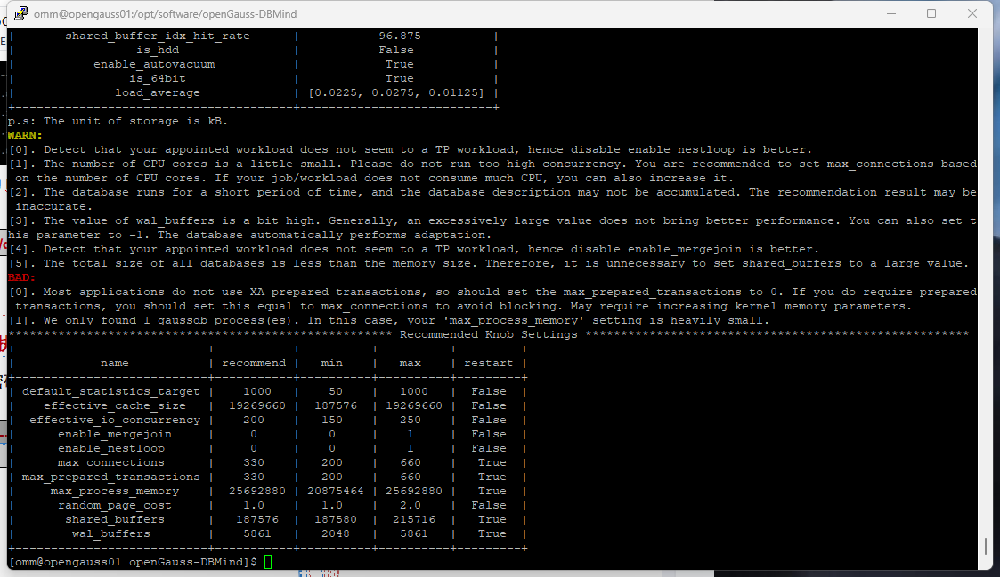 omm@opengauss01:/opt/software/openGauss-DBMind
| shared_buffer_idx_hit_rate | 96.875 |
| is_hdd | False |
| enable_autovacuum | True |
| is_64bit | True |
| load_average | [0.0225, 0.0275, 0.01125] |
+---------------------------------------+---------------------------+
p.s: The unit of storage is kB.
WARN:
[0]. Detect that your appointed workload does not seem to a TP workload, hence disable enable_nestloop is better.
[1]. The number of CPU cores is a little small. Please do not run too high concurrency. You are recommended to set max_connections based
on the number of CPU cores. If your job/workload does not consume much CPU, you can also increase it.
[2]. The database runs for a short period of time, and the database description may not be accumulated. The recommendation result may be
inaccurate.
[3]. The value of wal_buffers is a bit high. Generally, an excessively large value does not bring better performance. You can also set t
his parameter to -1. The database automatically performs adaptation.
[4]. Detect that your appointed workload does not seem to a TP workload, hence disable enable_mergejoin is better.
[5]. The total size of all databases is less than the memory size. Therefore, it is unnecessary to set shared_buffers to a large value.
BAD:
[0]. Most applications do not use XA prepared transactions, so should set the max_prepared_transactions to 0. If you do require prepared
transactions, you should set this equal to max_connections to avoid blocking. May require increasing kernel memory parameters.
[1]. We only found 1 gaussdb process(es). In this case, your 'max_process_memory' setting is heavily small.
****************************************************** Recommended Knob Settings ******************************************************
+---------------------------+-----------+----------+----------+---------+
| name | recommend | min | max | restart |
+---------------------------+-----------+----------+----------+---------+
| default_statistics_target | 1000 | 50 | 1000 | False |
| effective_cache_size | 19269660 | 187576 | 19269660 | False |
| effective_io_concurrency | 200 | 150 | 250 | False |
| enable_mergejoin | 0 | 0 | 1 | False |
| enable_nestloop | 0 | 0 | 1 | False |
| max_connections | 330 | 200 | 660 | True |
| max_prepared_transactions | 330 | 200 | 660 | True |
| max_process_memory | 25692880 | 20875464 | 25692880 | True |
| random_page_cost | 1.0 | 1.0 | 2.0 | False |
| shared_buffers | 187576 | 187580 | 215716 | True |
| wal_buffers | 5861 | 2048 | 5861 | True |
+---------------------------+-----------+----------+----------+---------+
[omm@opengauss01 openGauss-DBMind]$